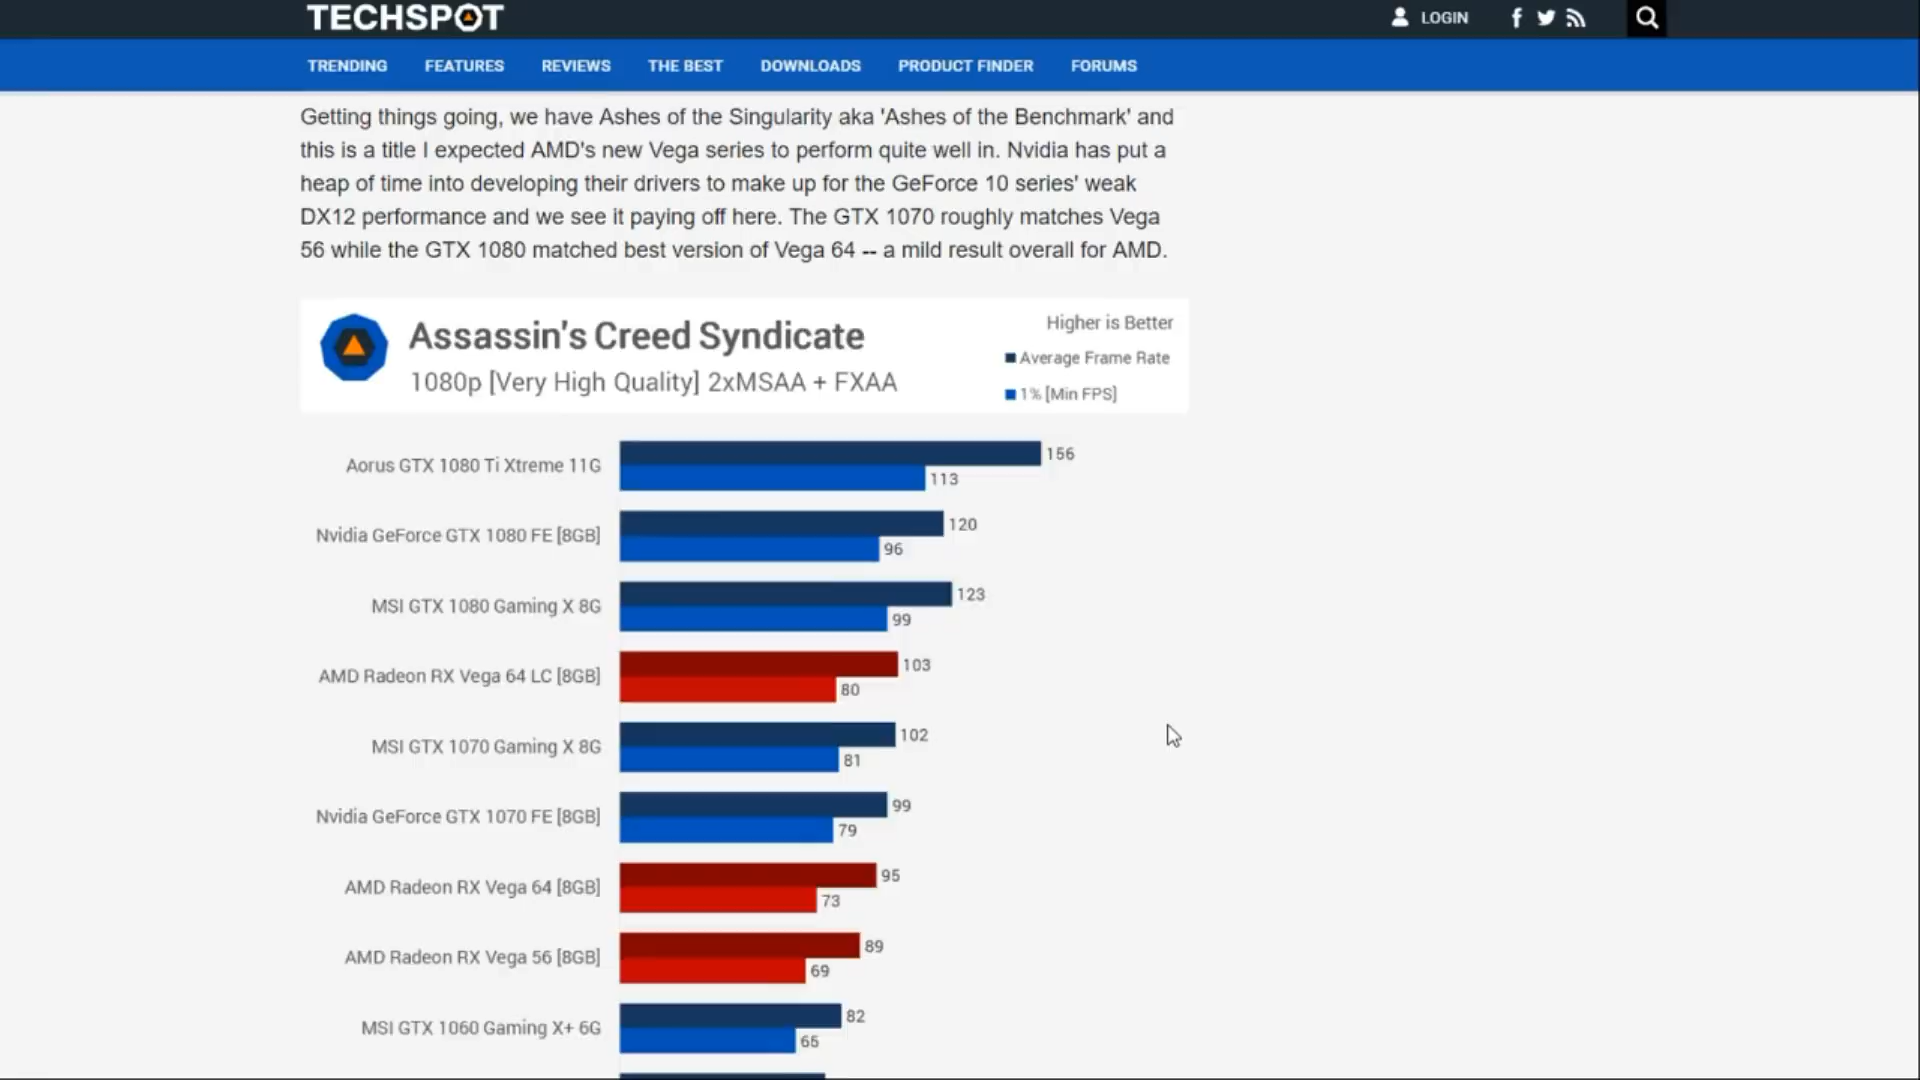 TECHSPOT
LOGIN
TRENDING FEATURES REVIEWS THE BEST DOWNLOADS PRODUCT FINDER FORUMS
Getting things going, we have Ashes of the Singularity aka 'Ashes of the Benchmark' and
this is a title I expected AMD's new Vega series to perform quite well in. Nvidia has put a
heap of time into developing their drivers to make up for the GeForce 10 series' weak
DX12 performance and we see it paying off here. The GTX 1070 roughly matches Vega
56 while the GTX 1080 matched best version of Vega 64 -- a mild result overall for AMD.
Assassin's Creed Syndicate
1080p [Very High Quality] 2xMSAA + FXAA
Higher is Better
Average Frame Rate
1% [Min FPS]
Aorus GTX 1080 Ti Xtreme 11G
156
113
Nvidia GeForce GTX 1080 FE [8GB]
120
96
MSI GTX 1080 Gaming X 8G
123
99
AMD Radeon RX Vega 64 LC [8GB]
103
80
MSI GTX 1070 Gaming X 8G
102
81
Nvidia GeForce GTX 1070 FE [8GB]
99
79
AMD Radeon RX Vega 64 [8GB]
95
73
AMD Radeon RX Vega 56 [8GB]
89
69
MSI GTX 1060 Gaming X+ 6G
82
65